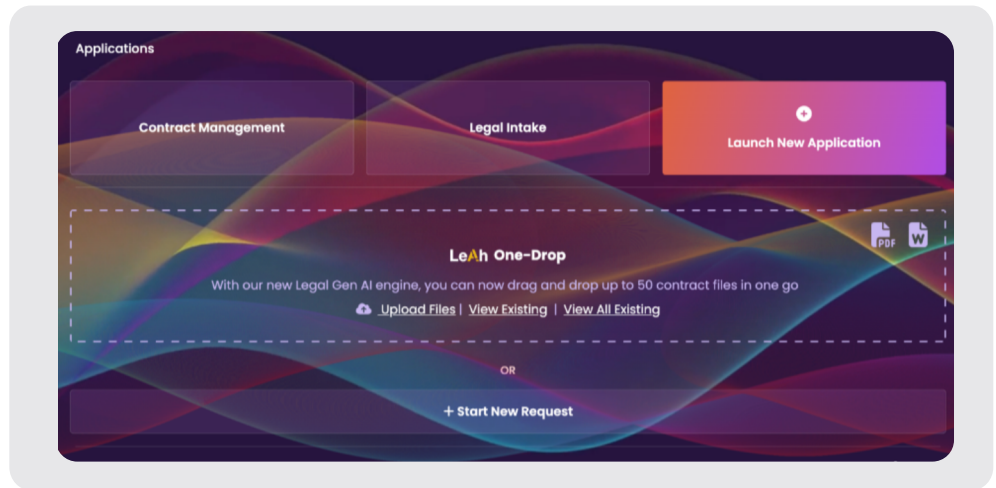 Applications
Contract Management
Legal Intake
Launch New Application
PDF
W
LeAh One-Drop
With our new Legal Gen AI engine, you can now drag and drop up to 50 contract files in one go
Upload Files | View Existing | View All Existing
OR
+ Start New Request